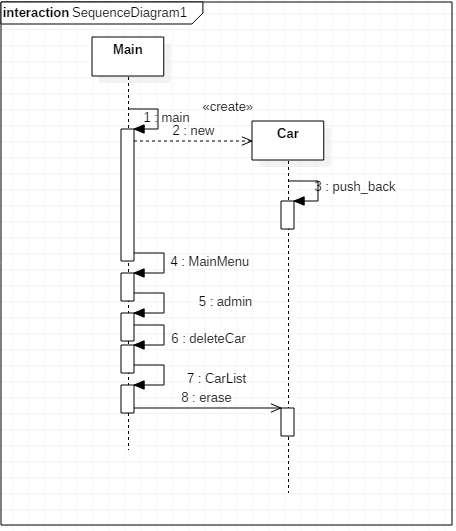 interaction SequenceDiagram1
Main
1 : main
«create»
2 : new
Car
3 : push_back
4 : MainMenu
5 : admin
6 : deleteCar
7 : CarList
8 : erase